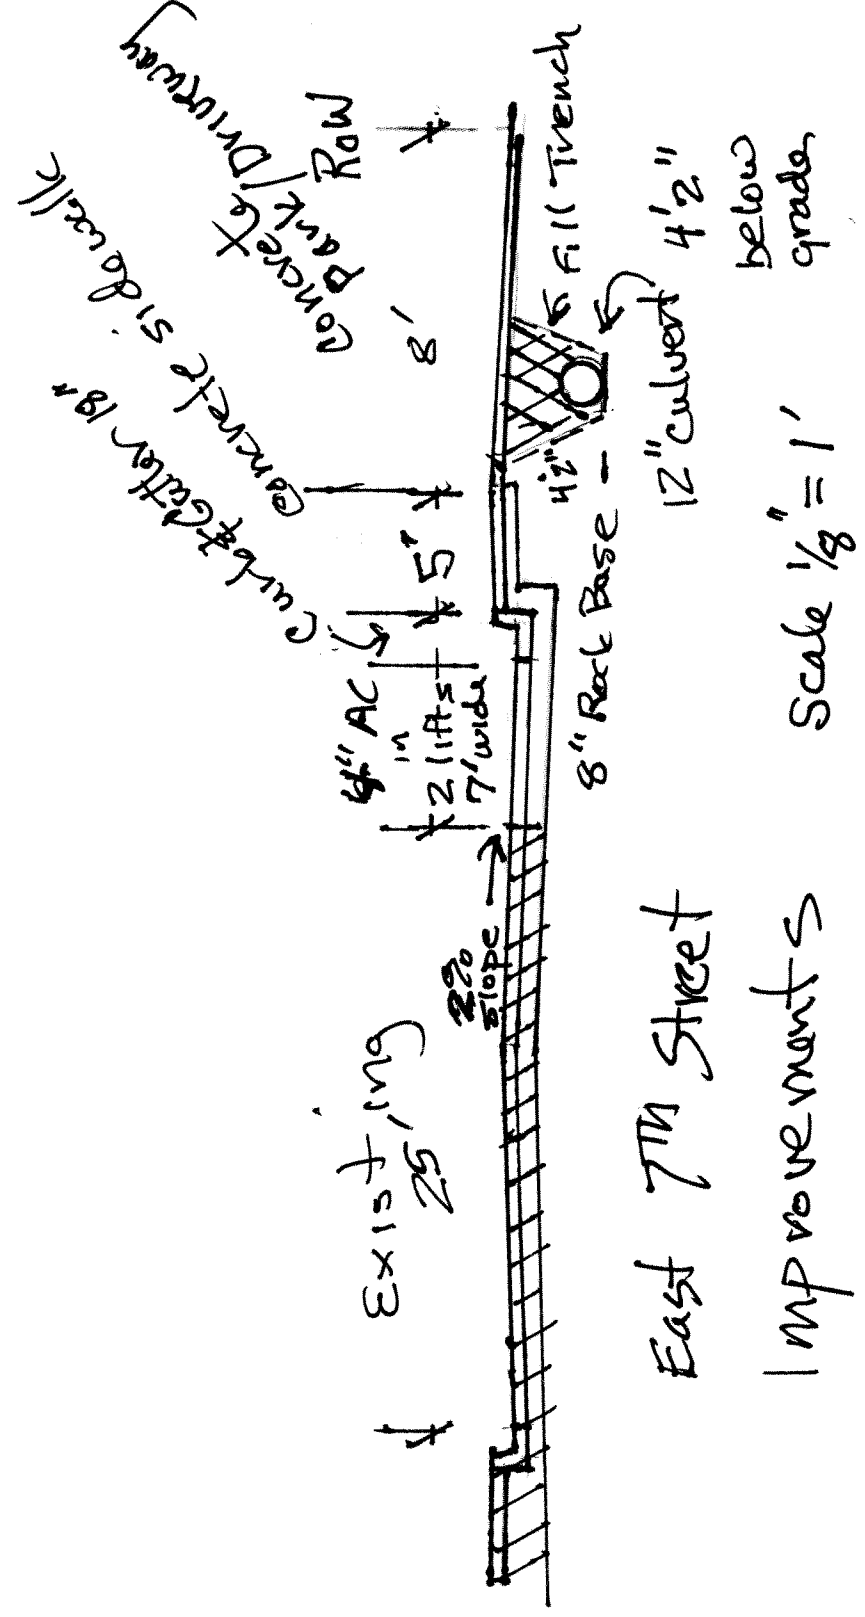 Existing
25'
2%
slope
4" AC
in
2 lifts
7' wide
Curb & Gutter 18"
5'
Concrete sidewalk
8'
Concrete/Driveway
park
ROW
8" Rock Base
4'2"
Fill Trench
12" culvert
4'2"
below
grade
East 7TH Street
Improvements
Scale 1/8" = 1'